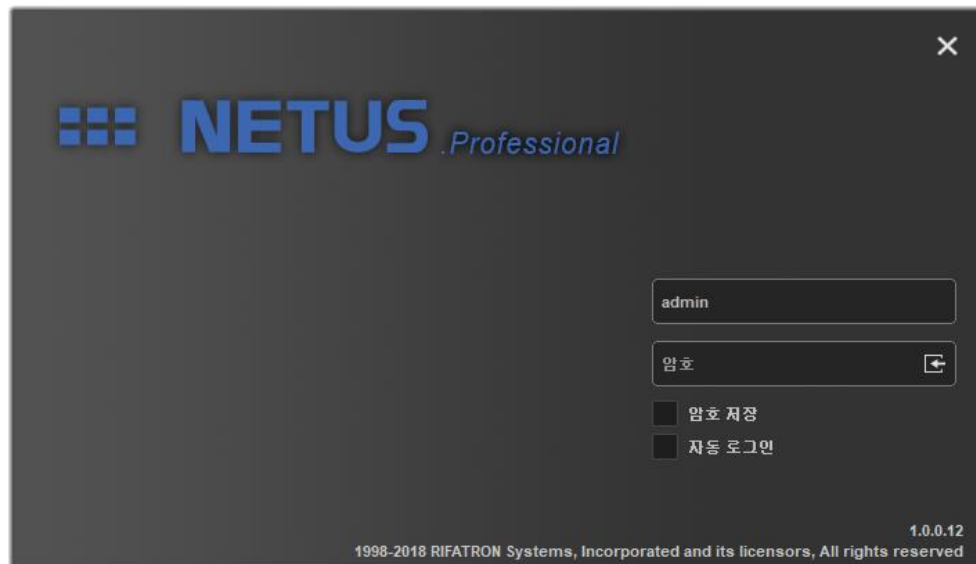 NETUS .Professional
admin
암호
암호 저장
자동 로그인
1.0.0.12
1998-2018 RIFATRON Systems, Incorporated and its licensors, All rights reserved